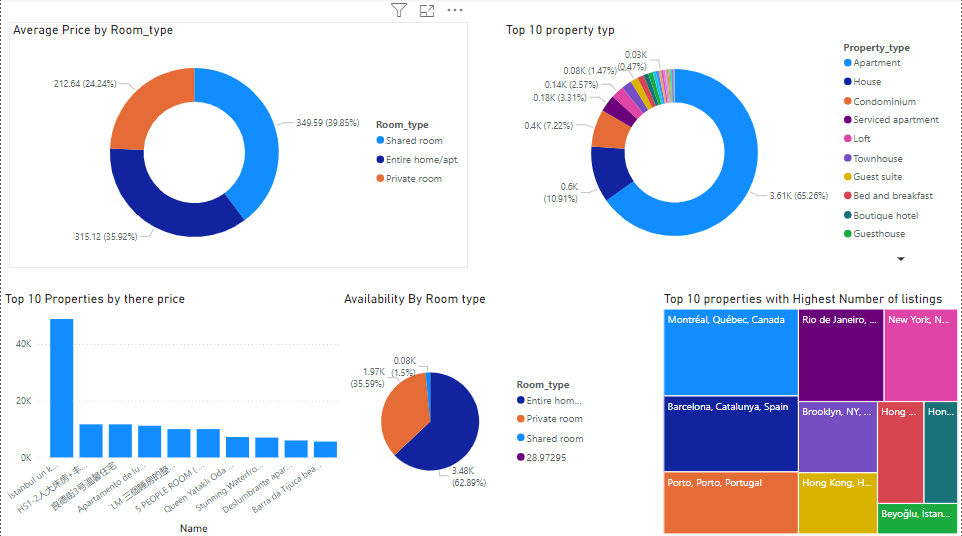 Average Price by Room_type
212.64 (24.24%)
349.59 (39.85%)
315.12 (35.92%)
Room_type
Shared room
Entire home/apt
Private room
Top 10 property typ
0.03K
(0.47%)
0.08K (1.47%)
0.14K (2.57%)
0.18K (3.31%)
0.4K (7.22%)
0.6K
(10.91%)
3.61K (65.26%)
Property_type
Apartment
House
Condominium
Serviced apartment
Loft
Townhouse
Guest suite
Bed and breakfast
Boutique hotel
Guesthouse
Top 10 Properties by there price
40K
20K
0K
Istanbul un k...
HS1-2人大床房+丰...
良德街3号温馨住宅
Apartamento de lu...
5 PEOPLE ROOM (...
Queen Yataklı Oda ...
Stunning Waterfro...
Deslumbrante apar...
Barra da Tijuca bea...
Name
Availability By Room type
0.08K
(1.5%)
1.97K
(35.59%)
3.48K
(62.89%)
Room_type
Entire hom...
Private room
Shared room
28.97295
Top 10 properties with Highest Number of listings
Montréal, Québec, Canada
Rio de Janeiro, ...
New York, N...
Barcelona, Catalunya, Spain
Brooklyn, NY, ...
Hong ...
Hon...
Porto, Porto, Portugal
Hong Kong, H...
Beyoğlu, İstan...